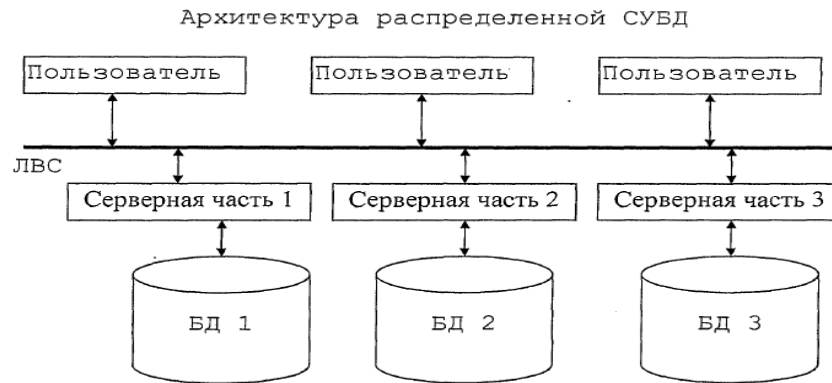 Архитектура распределенной СУБД
Пользователь Пользователь Пользователь
ЛВС
Серверная часть 1 Серверная часть 2 Серверная часть 3
БД 1 БД 2 БД 3